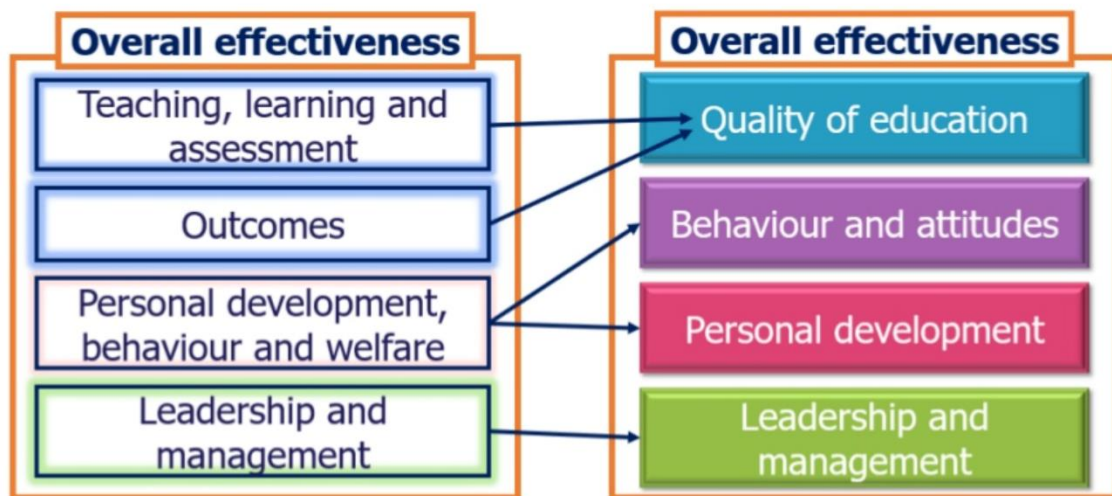 Overall effectiveness
Teaching, learning and
assessment
Outcomes
Personal development,
behaviour and welfare
Leadership and
management
Overall effectiveness
Quality of education
Behaviour and attitudes
Personal development
Leadership and
management